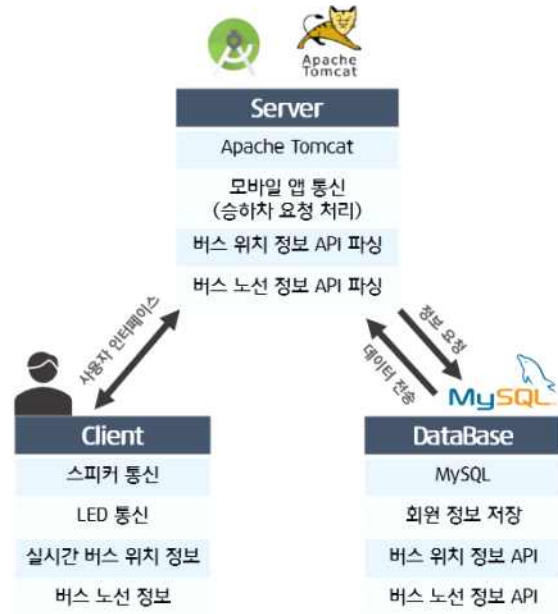 Apache
Tomcat
Server
Apache Tomcat
모바일 앱 통신
(승하차 요청 처리)
버스 위치 정보 API 파싱
버스 노선 정보 API 파싱
사용자 인터페이스
정보 요청
데이터 전송
MySQL
Client
스피커 통신
LED 통신
실시간 버스 위치 정보
버스 노선 정보
DataBase
MySQL
회원 정보 저장
버스 위치 정보 API
버스 노선 정보 API